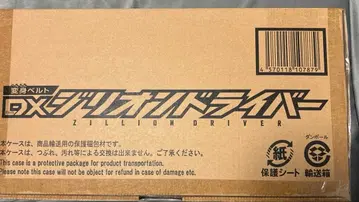 4570118107879
変身ベルト
DXジリオンドライバー
ZILLION DRIVER
本ケースは、商品輸送用の保護梱包材です。
本ケースは、つぶれ、汚れ等による交換は出来ません。ご了承ください。
This case is a protective package for product transportation.
Please note this case will not be object for refund in case of damage etc.
紙
保護シート
ダンボール
輸送箱